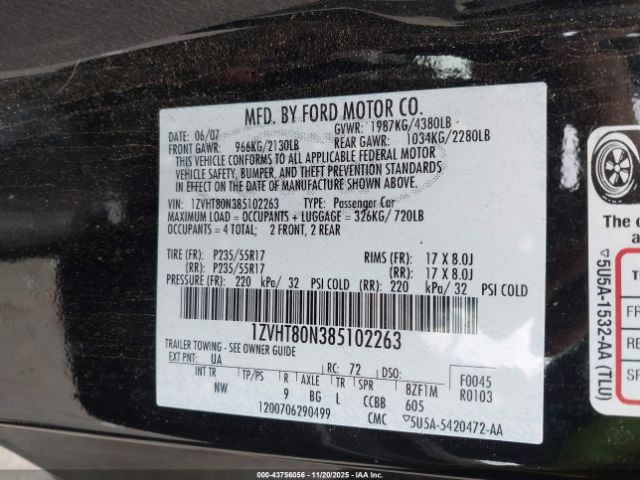 MFD. BY FORD MOTOR CO.
DATE: 06/07 GVWR: 1987KG/4380LB
FRONT GAWR: 966KG/2130LB REAR GAWR: 1034KG/2280LB
THIS VEHICLE CONFORMS TO ALL APPLICABLE FEDERAL MOTOR
VEHICLE SAFETY, BUMPER, AND THEFT PREVENTION STANDARDS
IN EFFECT ON THE DATE OF MANUFACTURE SHOWN ABOVE.
VIN: 1ZVHT80N385102263 TYPE: Passenger Car
MAXIMUM LOAD = OCCUPANTS + LUGGAGE = 326KG/720LB
OCCUPANTS = 4 TOTAL; 2 FRONT, 2 REAR
TIRE (FR): P235/55R17 RIMS (FR): 17 X 8.0J
(RR): P235/55R17 (RR): 17 X 8.0J
PRESSURE (FR): 220 kPa/ 32 PSI COLD (RR): 220 kPa/ 32 PSI COLD
1ZVHT80N385102263
TRAILER TOWING - SEE OWNER GUIDE
EXT PNT: UA RC: 72 DSO: F0045
INT TR TP/PS R AXLE TR SPR 8ZF1M R0103
NW 9 BG L CCBB 605
1200706290499 CMC ▽5U5A-5420472-AA
The c
a
T
FR
RE
SP
▽5U5A-1532-AA (TLU)
43756056 | 11/20/2025 | IAA Inc